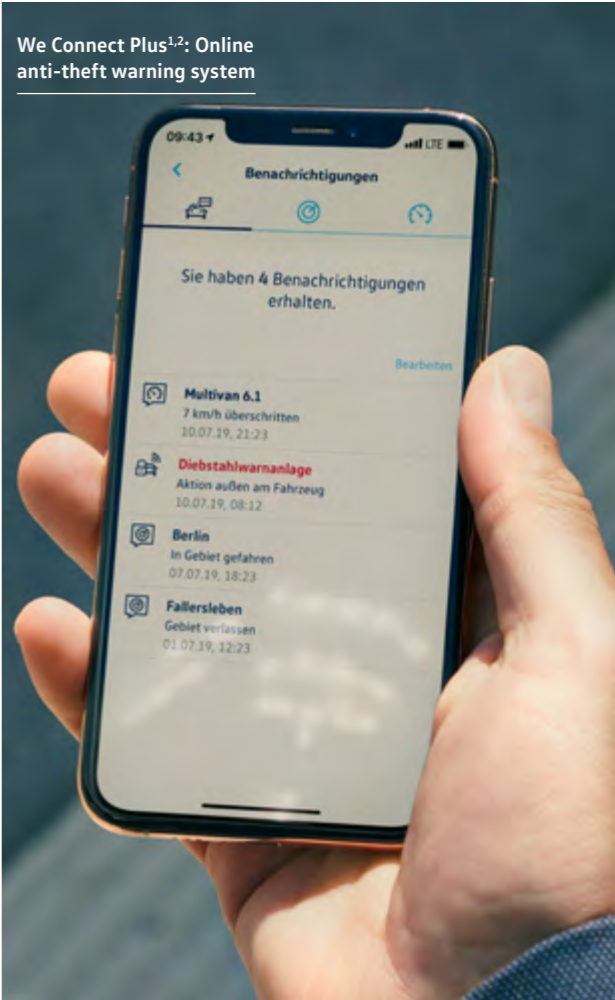 We Connect Plus¹,²: Online
anti-theft warning system
09:43
LTE
Benachrichtigungen
Sie haben 4 Benachrichtigungen
erhalten.
Bearbeiten
Multivan 6.1
7 km/h überschritten
10.07.19, 21:23
Diebstahlwarnanlage
Aktion außen am Fahrzeug
10.07.19, 08:12
Berlin
In Gebiet gefahren
07.07.19, 18:23
Fallersleben
Gebiet verlassen
01.07.19, 12:23